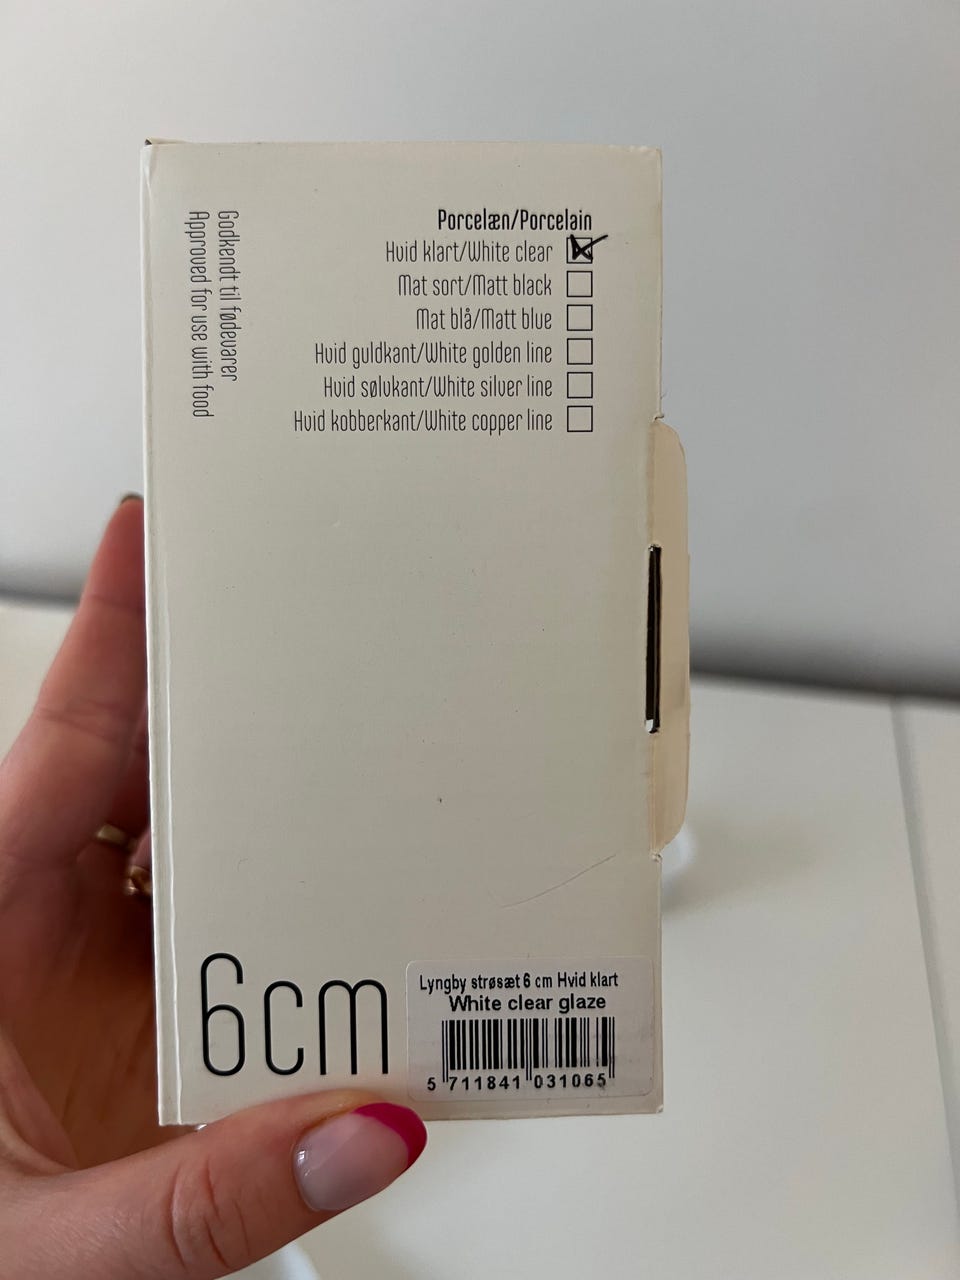 Porcelæn/Porcelain
Hvid klart/White clear
Mat sort/Matt black
Mat blå/Matt blue
Hvid guldkant/White golden line
Hvid sølvkant/White silver line
Hvid kobberkant/White copper line
Godkendt til fødevarer
Approved for use with food
6cm
Lyngby strøsæt 6 cm Hvid klart
White clear glaze
5 711841 031065